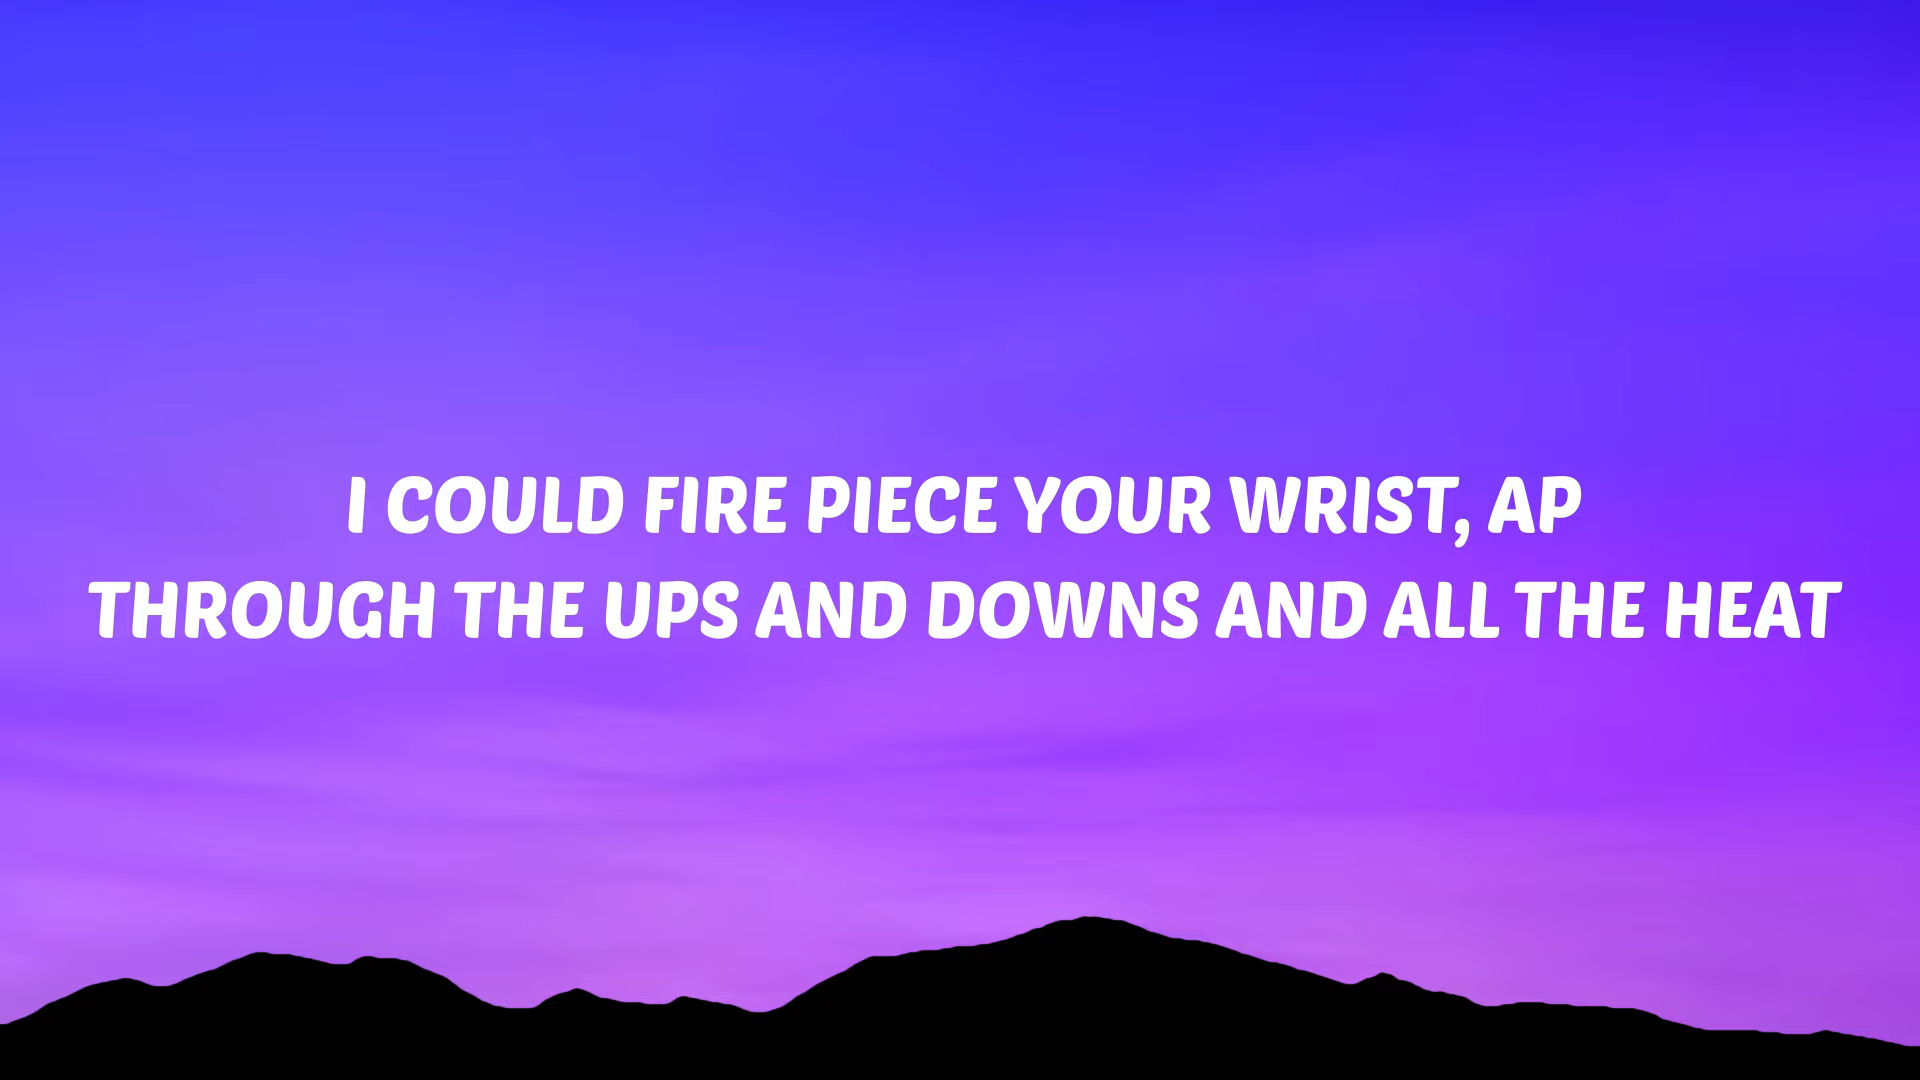 I COULD FIRE PIECE YOUR WRIST, AP
THROUGH THE UPS AND DOWNS AND ALL THE HEAT